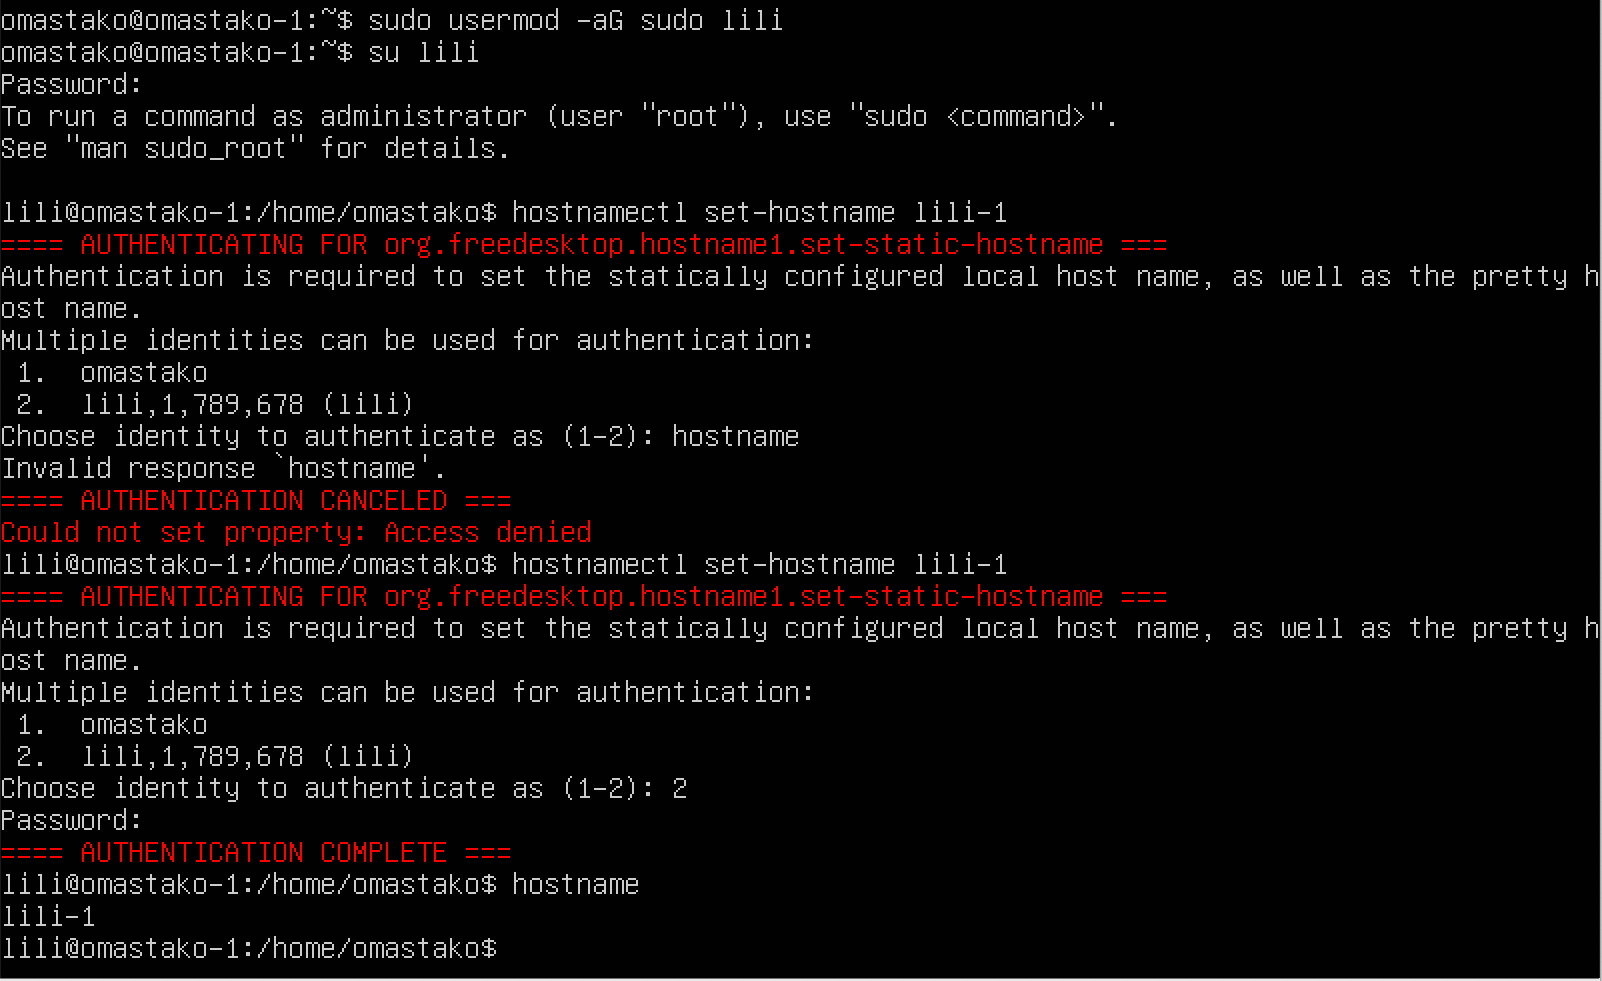 omastako@omastako-1:~$ sudo usermod -aG sudo lili
omastako@omastako-1:~$ su lili
Password:
To run a command as administrator (user "root"), use "sudo <command>".
See "man sudo_root" for details.

lili@omastako-1:/home/omastako$ hostnamectl set-hostname lili-1
==== AUTHENTICATING FOR org.freedesktop.hostname1.set-static-hostname ===
Authentication is required to set the statically configured local host name, as well as the pretty h
ost name.
Multiple identities can be used for authentication:
 1.  omastako
 2.  lili,1,789,678 (lili)
Choose identity to authenticate as (1-2): hostname
Invalid response `hostname'.
==== AUTHENTICATION CANCELED ===
Could not set property: Access denied
lili@omastako-1:/home/omastako$ hostnamectl set-hostname lili-1
==== AUTHENTICATING FOR org.freedesktop.hostname1.set-static-hostname ===
Authentication is required to set the statically configured local host name, as well as the pretty h
ost name.
Multiple identities can be used for authentication:
 1.  omastako
 2.  lili,1,789,678 (lili)
Choose identity to authenticate as (1-2): 2
Password:
==== AUTHENTICATION COMPLETE ===
lili@omastako-1:/home/omastako$ hostname
lili-1
lili@omastako-1:/home/omastako$